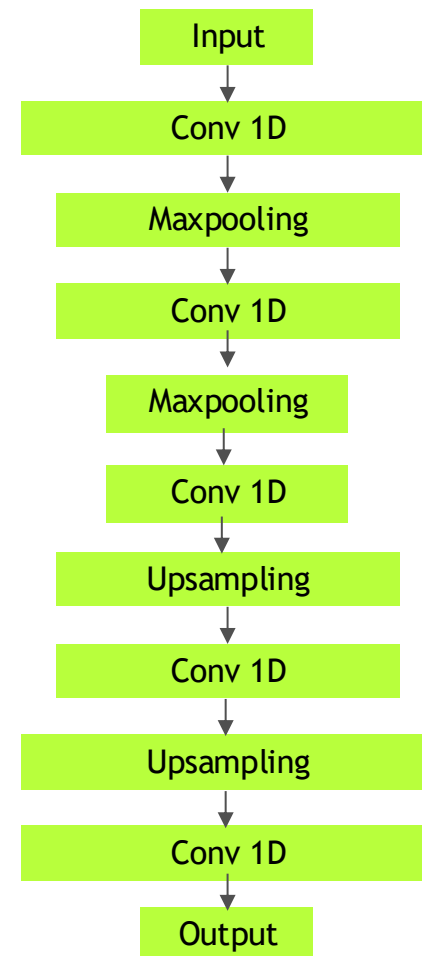 Input
Conv 1D
Maxpooling
Conv 1D
Maxpooling
Conv 1D
Upsampling
Conv 1D
Upsampling
Conv 1D
Output